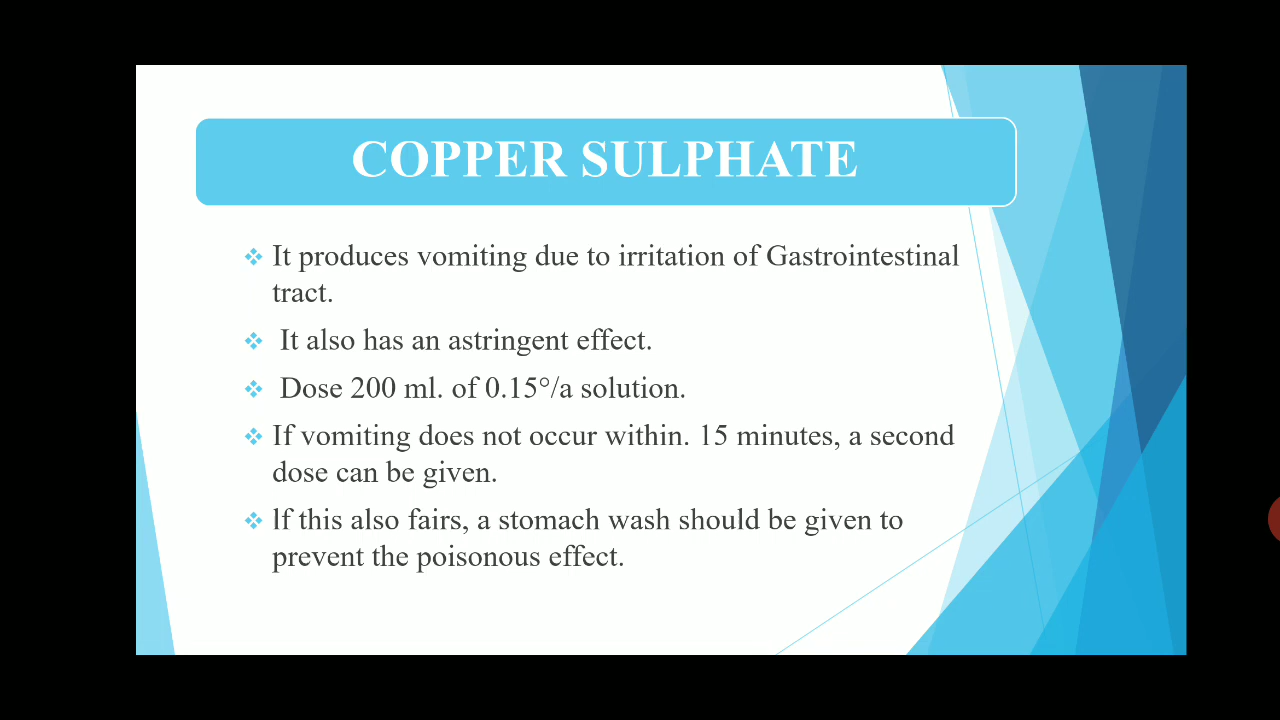 COPPER SULPHATE
It produces vomiting due to irritation of Gastrointestinal
tract.
It also has an astringent effect.
Dose 200 ml. of 0.15°/a solution.
If vomiting does not occur within. 15 minutes, a second
dose can be given.
lf this also fairs, a stomach wash should be given to
prevent the poisonous effect.